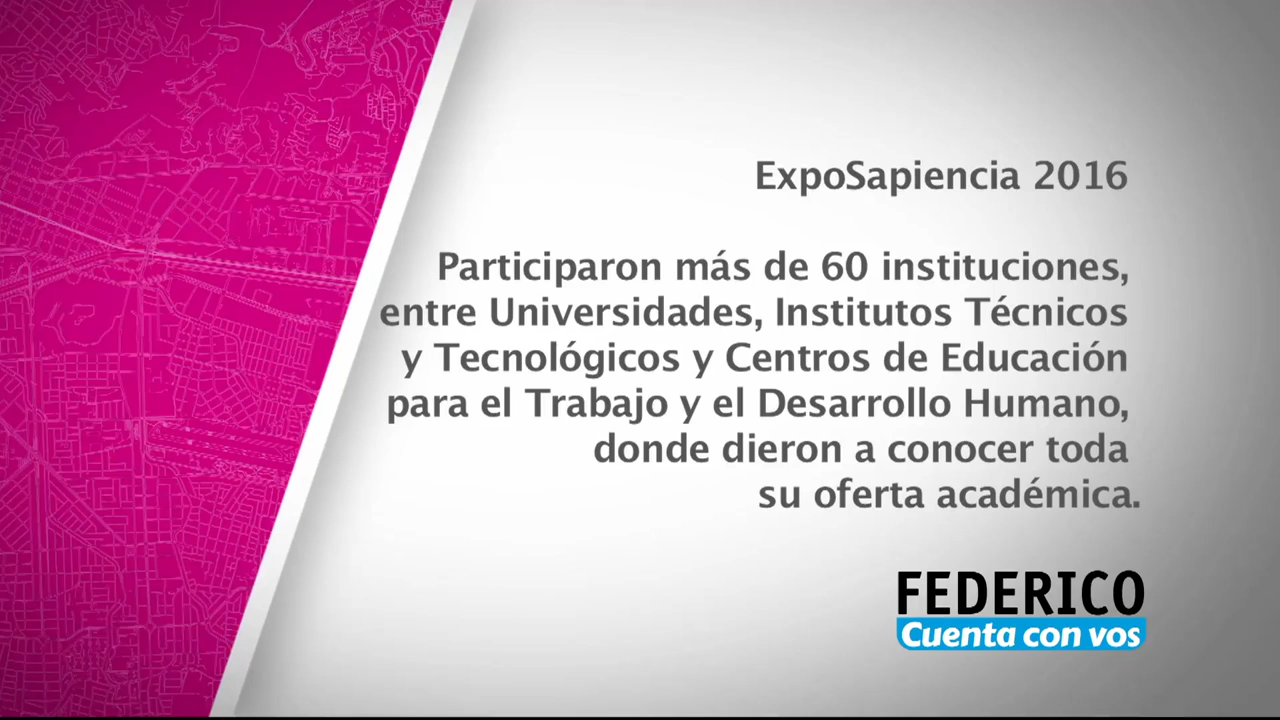 ExpoSapiencia 2016
Participaron más de 60 instituciones,
entre Universidades, Institutos Técnicos
y Tecnológicos y Centros de Educación
para el Trabajo y el Desarrollo Humano,
donde dieron a conocer toda
su oferta académica.
FEDERICO
Cuenta con vos